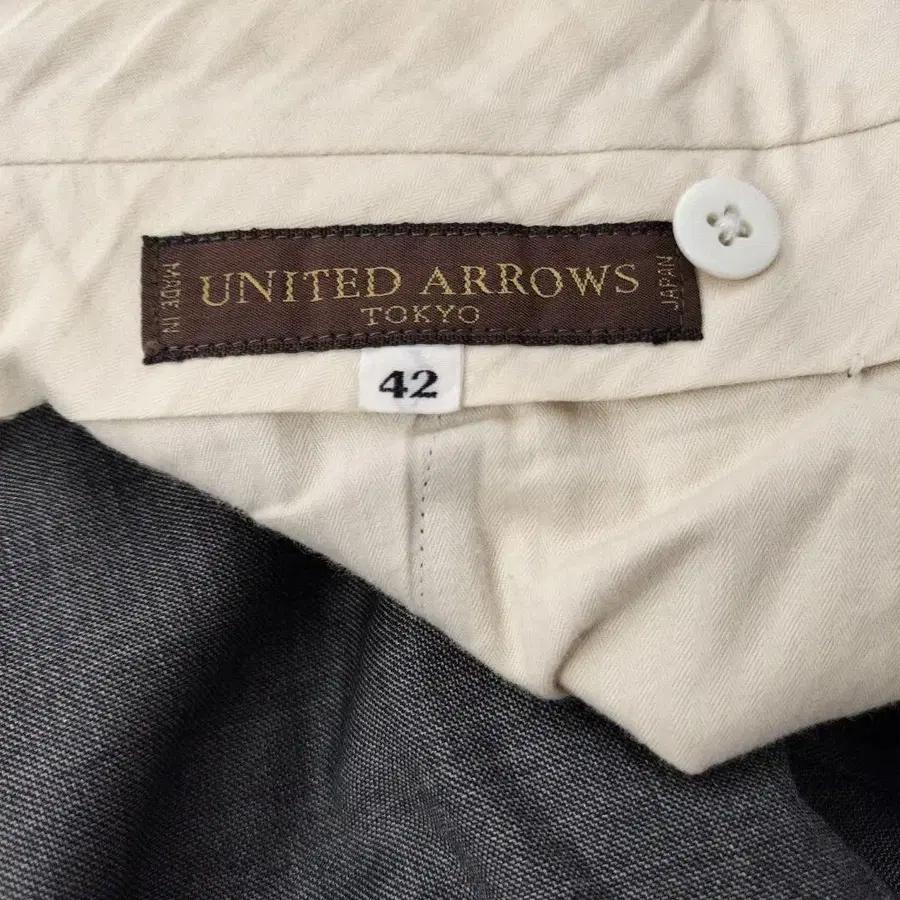 MADE IN
UNITED ARROWS
TOKYO
JAPAN
42